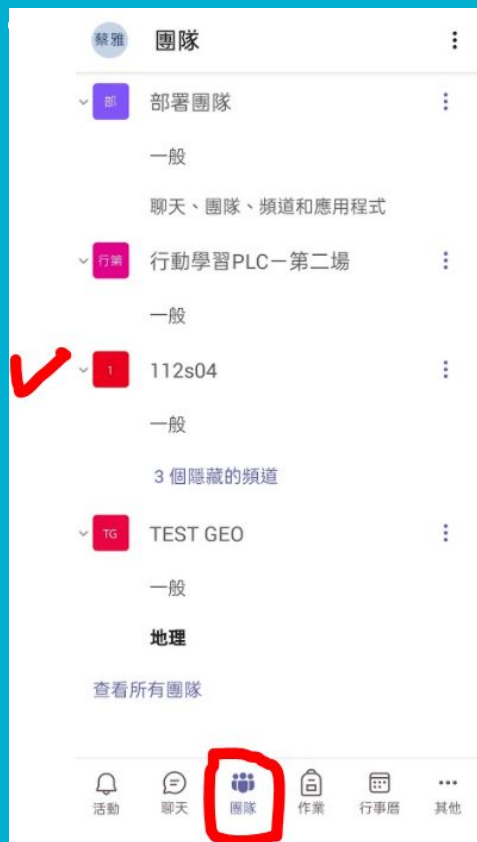 蔡雅 團隊
部 部署團隊
一般
聊天、團隊、頻道和應用程式
行第 行動學習PLC－第二場
一般
1 112s04
一般
3 個隱藏的頻道
TG TEST GEO
一般
地理
查看所有團隊
活動 聊天 團隊 作業 行事曆 其他